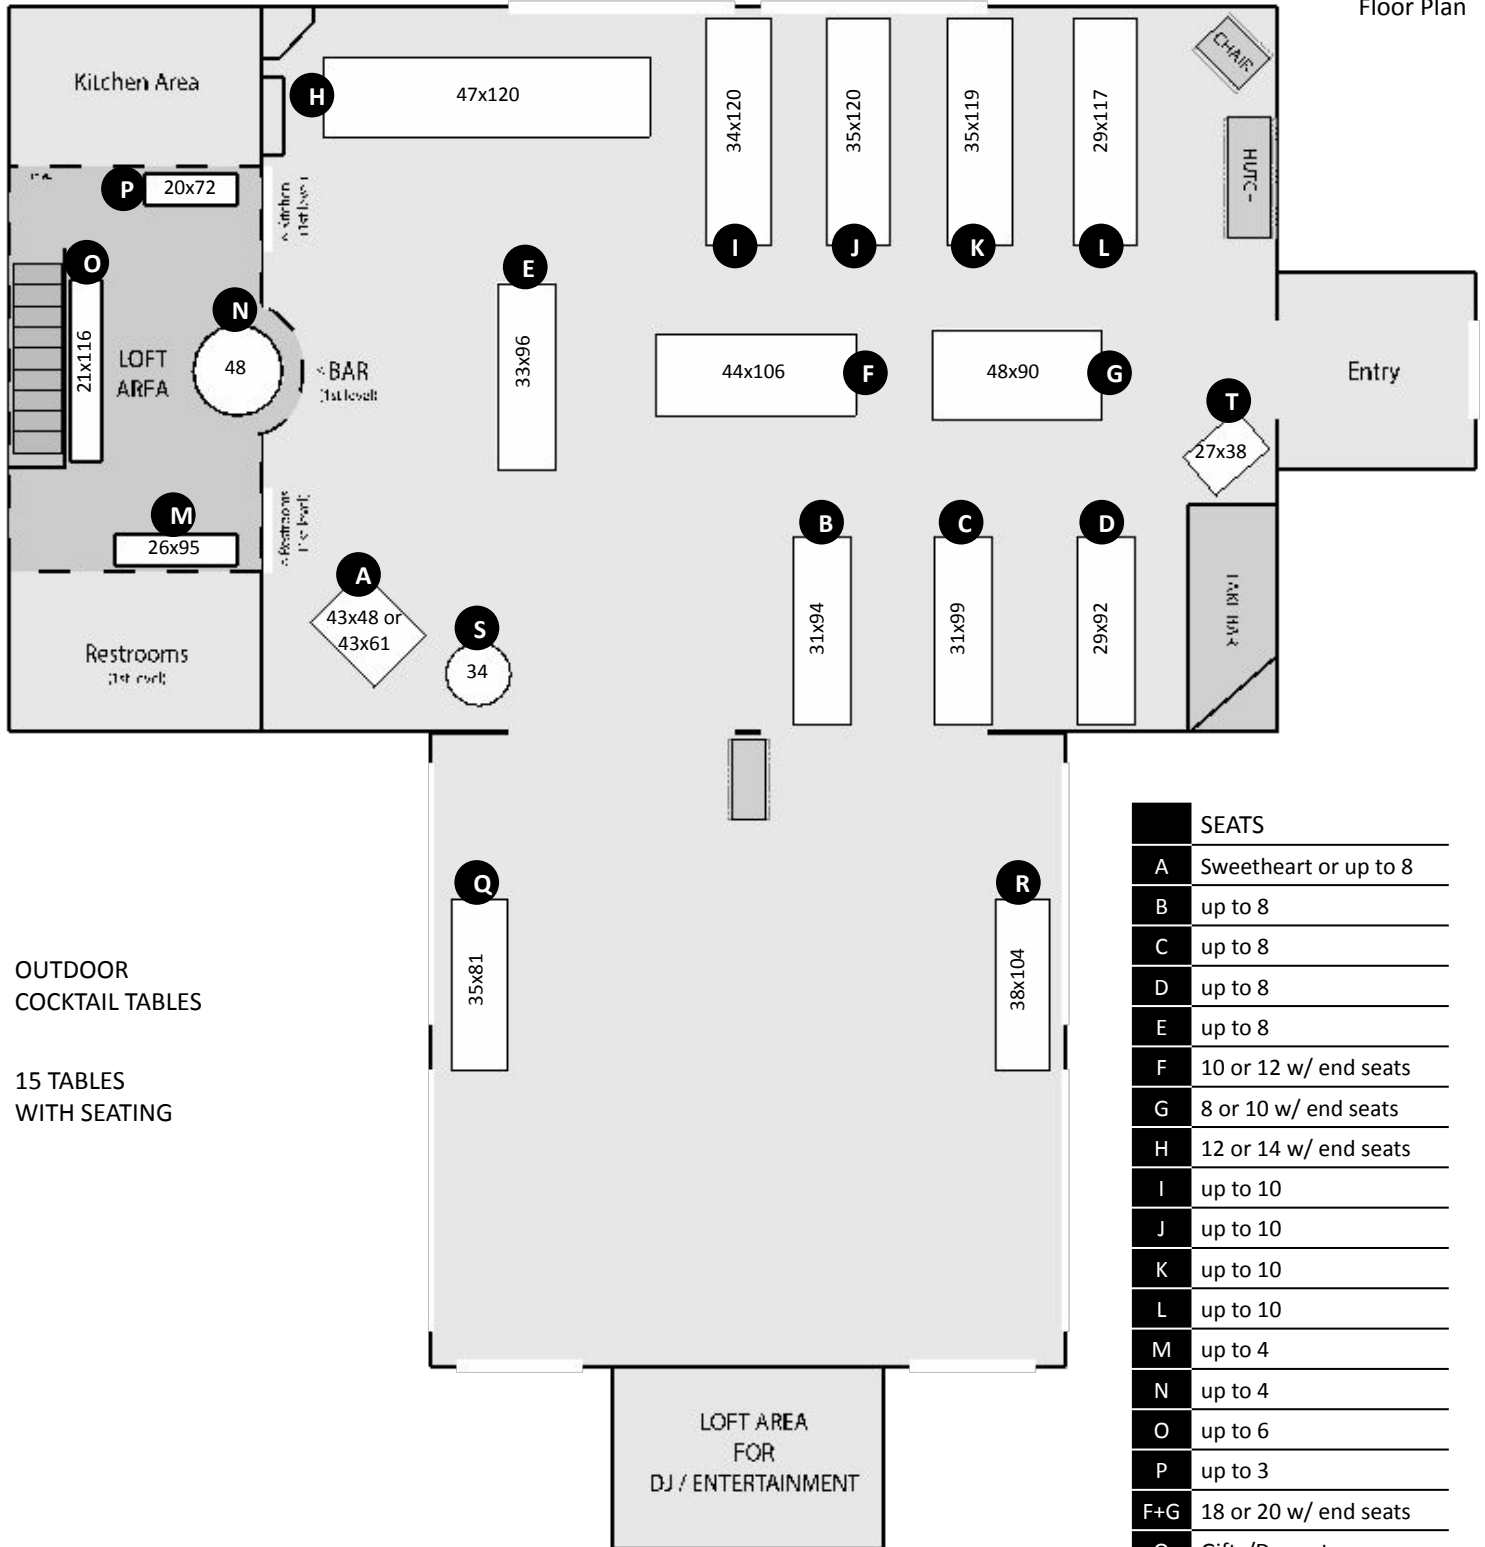 Floor Plan
Kitchen Area
H
47x120
34x120
35x120
35x119
29x117
CHAIR
P
20x72
Kitchen
I
J
K
L
O
21x116
N
48
LOFT
AREA
< BAR
(1st level)
E
33x96
44x106
F
48x90
G
Entry
T
27x38
M
26x95
< Restrooms
B
C
D
31x94
31x99
29x92
A
43x48 or
43x61
S
34
Restrooms
BAR
Q
35x81
R
38x104
OUTDOOR
COCKTAIL TABLES
15 TABLES
WITH SEATING
LOFT AREA
FOR
DJ / ENTERTAINMENT
SEATS
A Sweetheart or up to 8
B up to 8
C up to 8
D up to 8
E up to 8
F 10 or 12 w/ end seats
G 8 or 10 w/ end seats
H 12 or 14 w/ end seats
I up to 10
J up to 10
K up to 10
L up to 10
M up to 4
N up to 4
O up to 6
P up to 3
F+G 18 or 20 w/ end seats